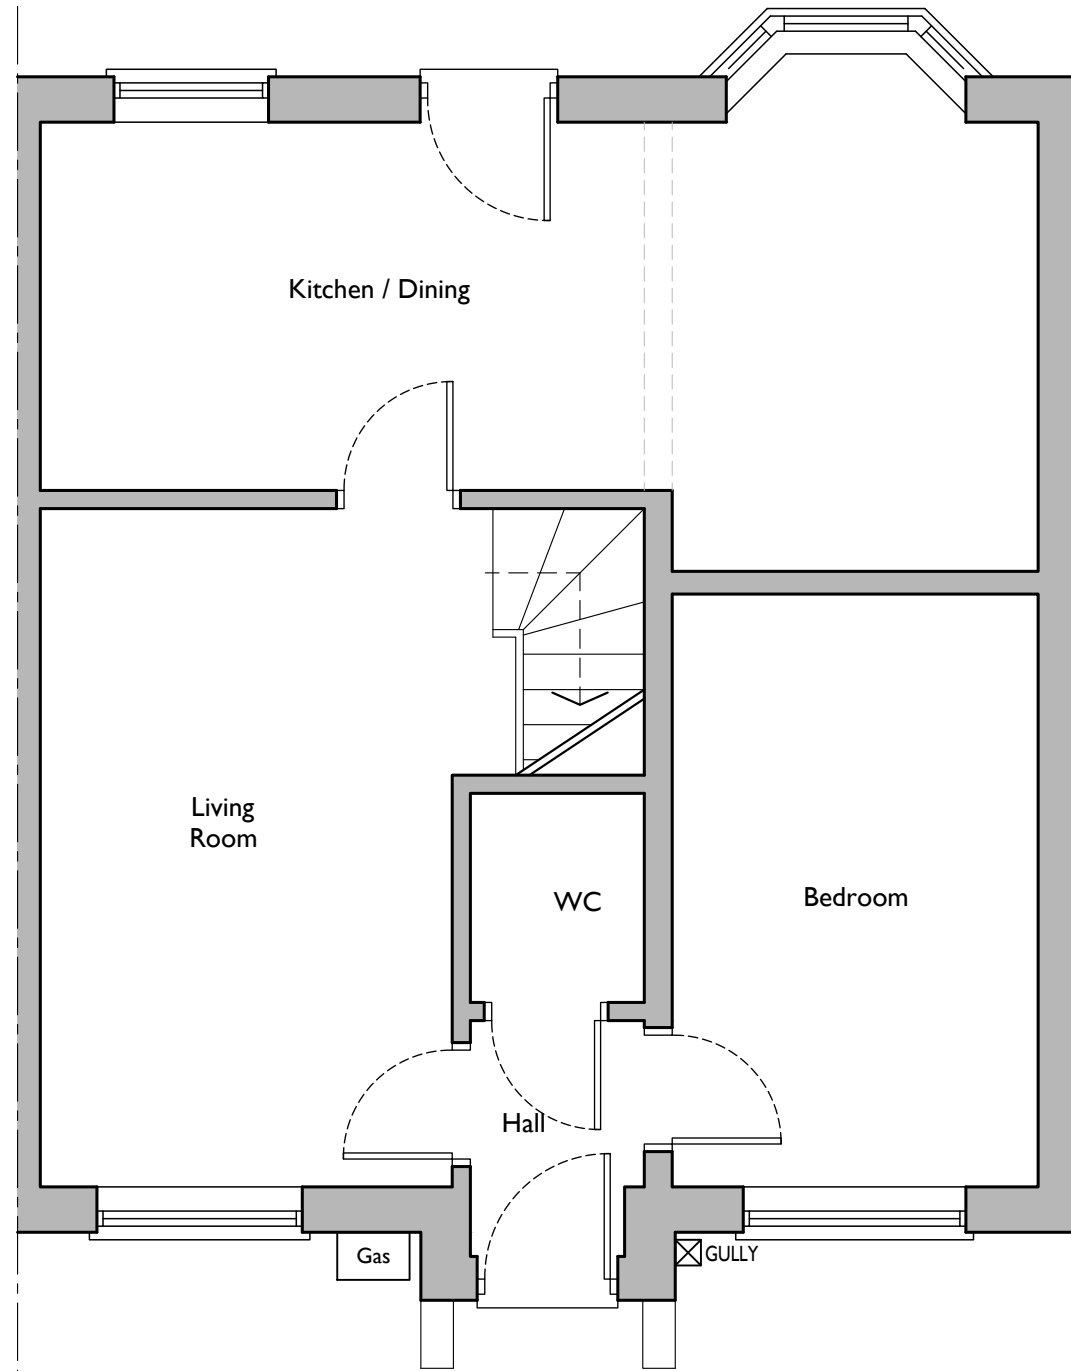 Kitchen / Dining
Living
Room
WC
Bedroom
Hall
Gas
GULLY